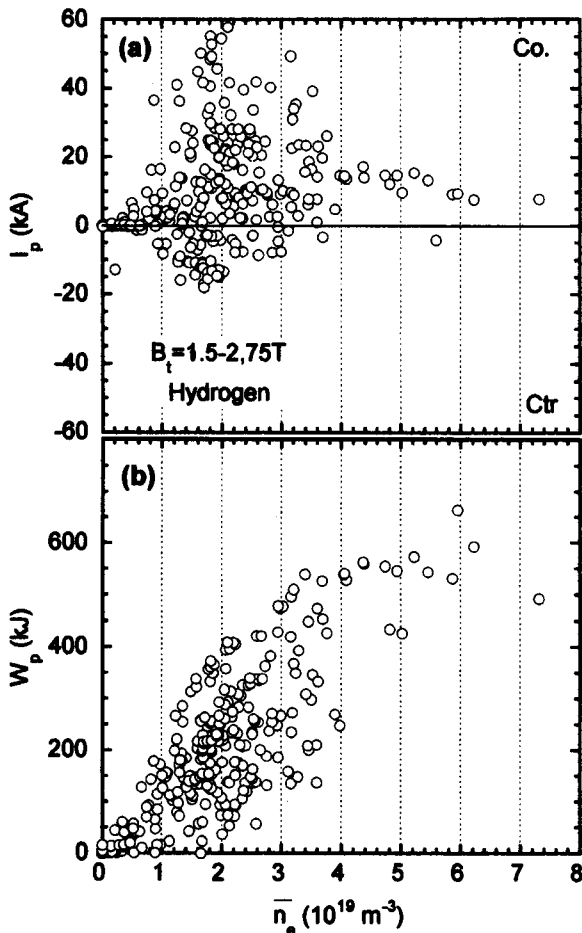 60
(a)
Co.
40
20
0
-20
-40
-60
I_p (kA)
B_t=1.5-2,75T
Hydrogen
Ctr
(b)
600
400
200
0
W_p (kJ)
0 1 2 3 4 5 6 7 8
n̅_e (10^19 m^-3)